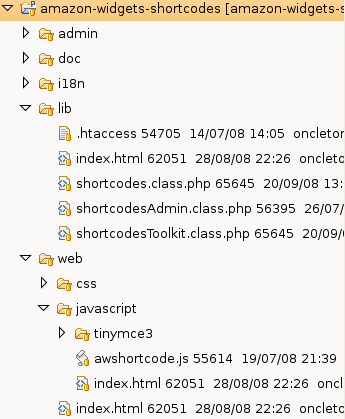 amazon-widgets-shortcodes [amazon-widgets-s
admin
doc
i18n
lib
.htaccess 54705 14/07/08 14:05 oncleto
index.html 62051 28/08/08 22:26 oncleto
shortcodes.class.php 65645 20/09/08 13:
shortcodesAdmin.class.php 56395 26/07/
shortcodesToolkit.class.php 65645 20/09/
web
css
javascript
tinymce3
awshortcode.js 55614 19/07/08 21:39
index.html 62051 28/08/08 22:26 oncl
index.html 62051 28/08/08 22:26 oncleto